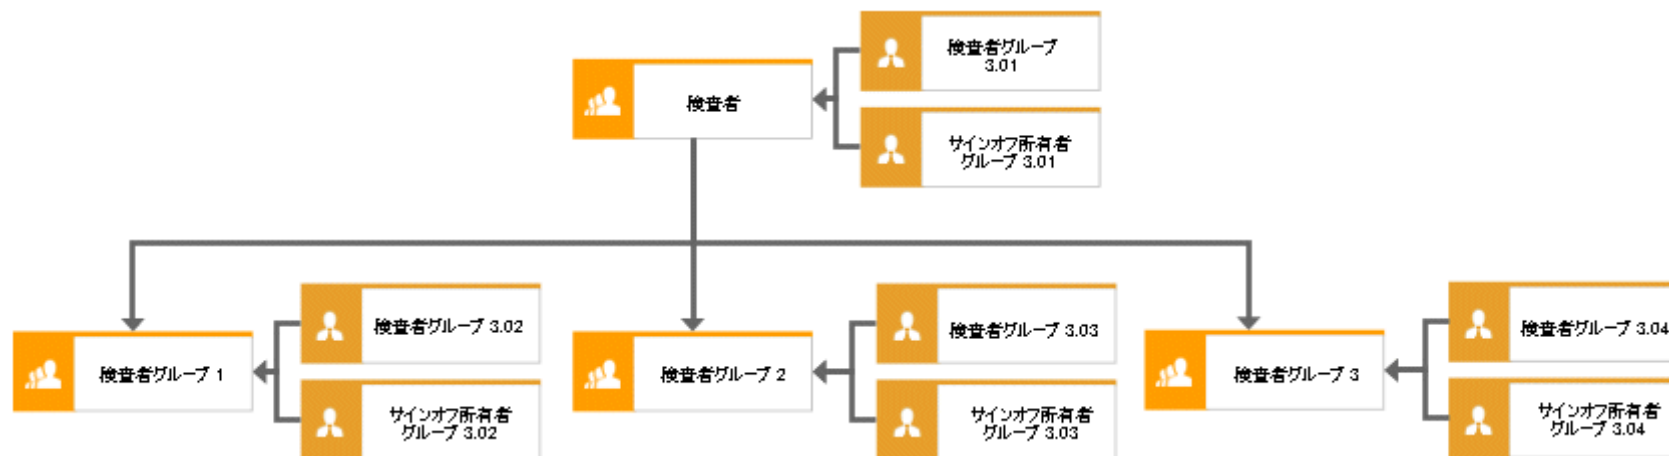 検査者グループ
3.01
検査者
サインオフ所有者
グループ 3.01
検査者グループ 3.02
検査者グループ 3.03
検査者グループ 3.04
検査者グループ 1
検査者グループ 2
検査者グループ 3
サインオフ所有者
グループ 3.02
サインオフ所有者
グループ 3.03
サインオフ所有者
グループ 3.04